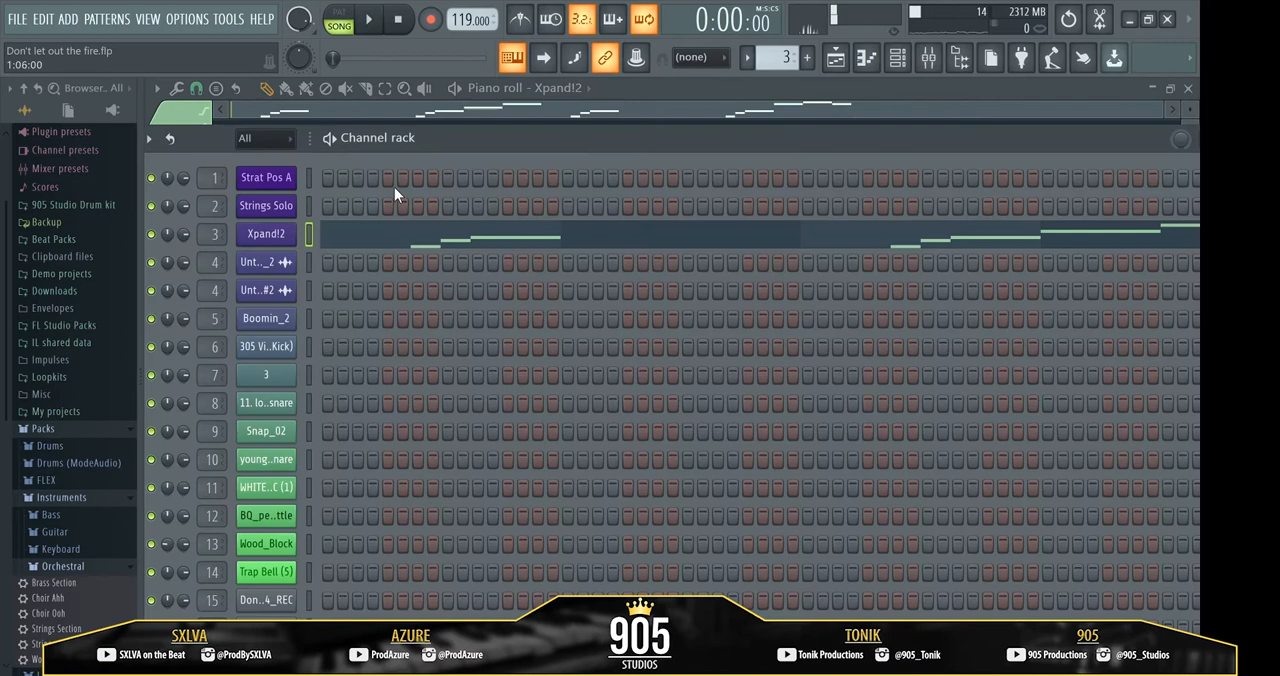 FILE EDIT ADD PATTERNS VIEW OPTIONS TOOLS HELP
PAT
SONG
119.000
3.2
0:00:00
M:S:CS
14
2312 MB
0
Don't let out the fire.flp
1:06:00
(none)
3
Browser.. All
Piano roll - Xpand!2
All
Channel rack
Plugin presets
Channel presets
Mixer presets
Scores
905 Studio Drum kit
Backup
Beat Packs
Clipboard files
Demo projects
Downloads
Envelopes
FL Studio Packs
IL shared data
Impulses
Loopkits
Misc
My projects
Packs
Drums
Drums (ModeAudio)
FLEX
Instruments
Bass
Guitar
Keyboard
Orchestral
Brass Section
Choir Ahh
Choir Ooh
Strings Section
1 Strat Pos A
2 Strings Solo
3 Xpand!2
4 Unt.._2
4 Unt..#2
5 Boomin_2
6 305 Vi..Kick)
7 3
8 11. lo..snare
9 Snap_02
10 young..nare
11 WHITE..C (1)
12 BQ_pe..ttle
13 Wood_Block
14 Trap Bell (5)
15 Don..4_REC
SXLVA
SXLVA on the Beat @ProdBySXLVA
AZURE
ProdAzure @ProdAzure
905
STUDIOS
TONIK
Tonik Productions @905_Tonik
905
905 Productions @905_Studios